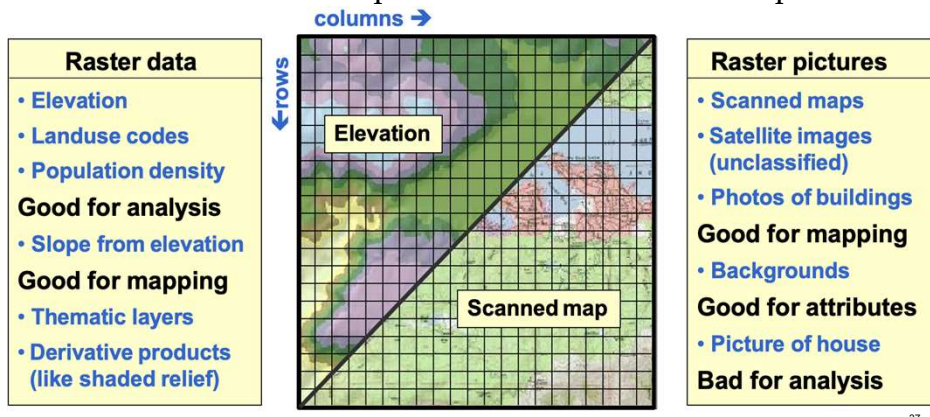 columns →
Raster data
• Elevation
• Landuse codes
• Population density
Good for analysis
• Slope from elevation
Good for mapping
• Thematic layers
• Derivative products
(like shaded relief)
←rows
Elevation
Scanned map
Raster pictures
• Scanned maps
• Satellite images
(unclassified)
• Photos of buildings
Good for mapping
• Backgrounds
Good for attributes
• Picture of house
Bad for analysis